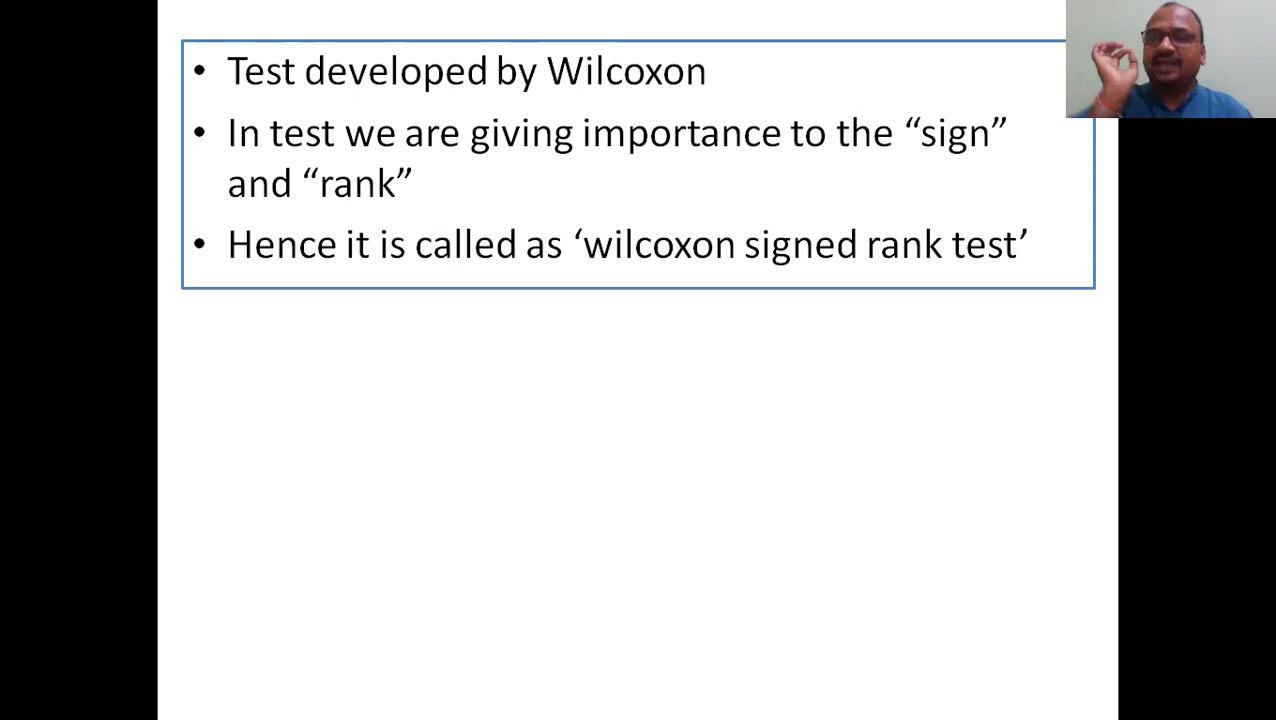 • Test developed by Wilcoxon
• In test we are giving importance to the “sign”
and “rank”
• Hence it is called as ‘wilcoxon signed rank test’